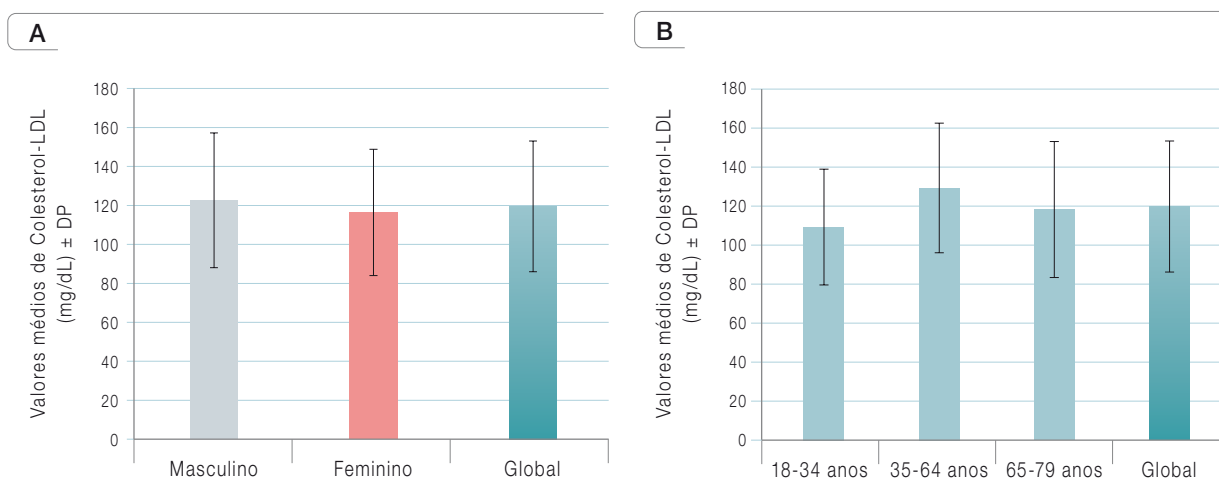 A
Valores médios de Colesterol-LDL
(mg/dL) ± DP
180
160
140
120
100
80
60
40
20
0
Masculino
Feminino
Global
B
Valores médios de Colesterol-LDL
(mg/dL) ± DP
180
160
140
120
100
80
60
40
20
0
18-34 anos
35-64 anos
65-79 anos
Global